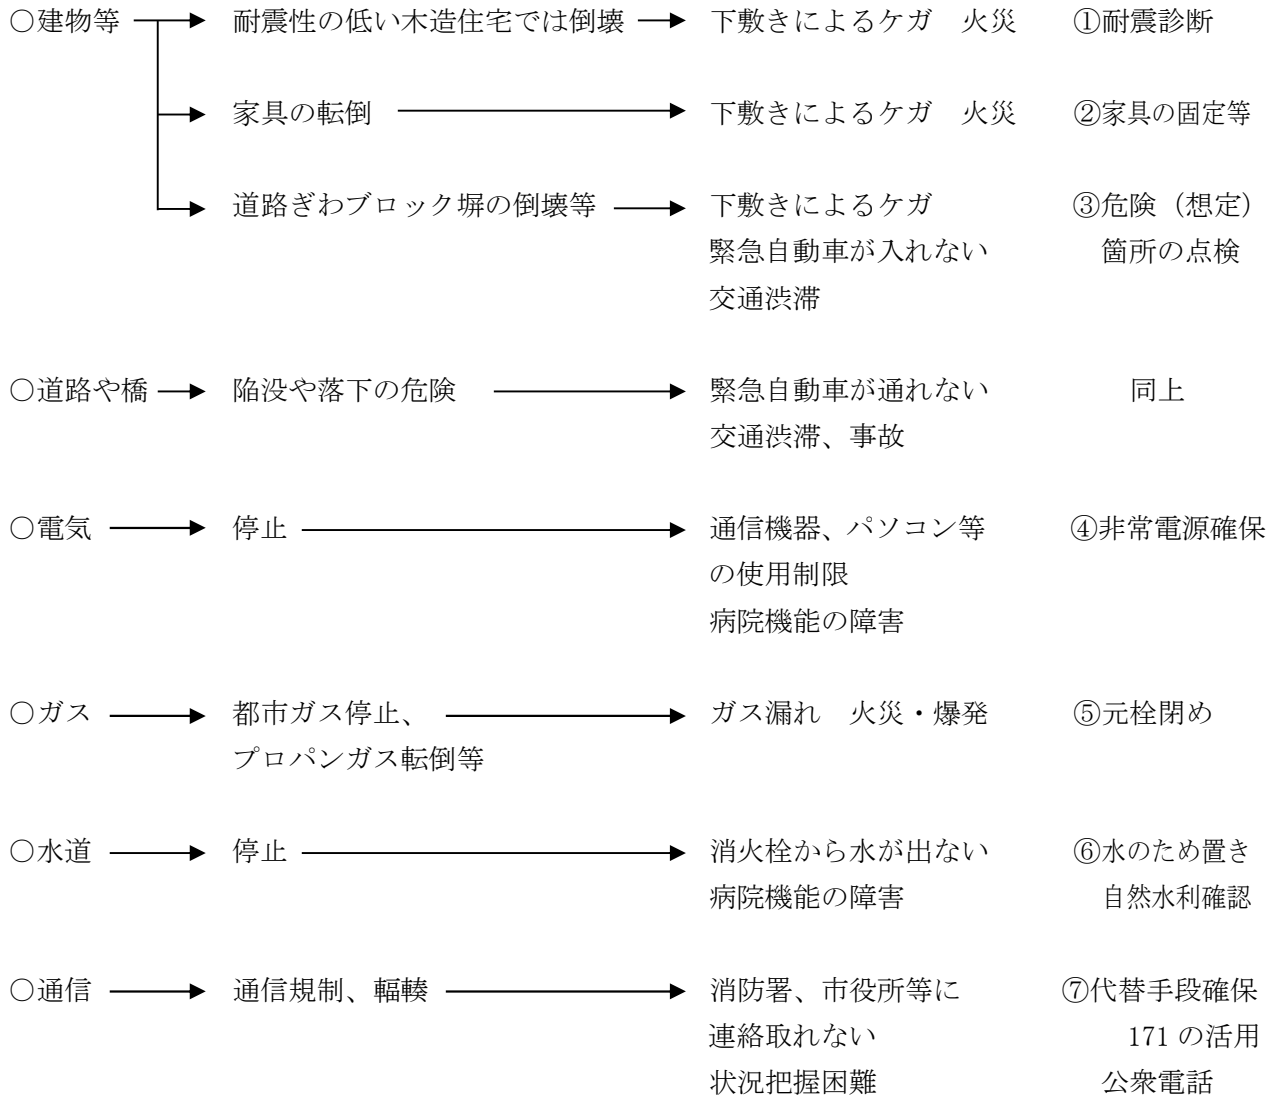 〇建物等 耐震性の低い木造住宅では倒壊 下敷きによるケガ　火災 ①耐震診断
家具の転倒 下敷きによるケガ　火災 ②家具の固定等
道路ぎわブロック塀の倒壊等 下敷きによるケガ ③危険（想定）
緊急自動車が入れない 箇所の点検
交通渋滞
〇道路や橋 陥没や落下の危険 緊急自動車が通れない 同上
交通渋滞、事故
〇電気 停止 通信機器、パソコン等 ④非常電源確保
の使用制限
病院機能の障害
〇ガス 都市ガス停止、 ガス漏れ　火災・爆発 ⑤元栓閉め
プロパンガス転倒等
〇水道 停止 消火栓から水が出ない ⑥水のため置き
病院機能の障害 自然水利確認
〇通信 通信規制、輻輳 消防署、市役所等に ⑦代替手段確保
連絡取れない 171 の活用
状況把握困難 公衆電話